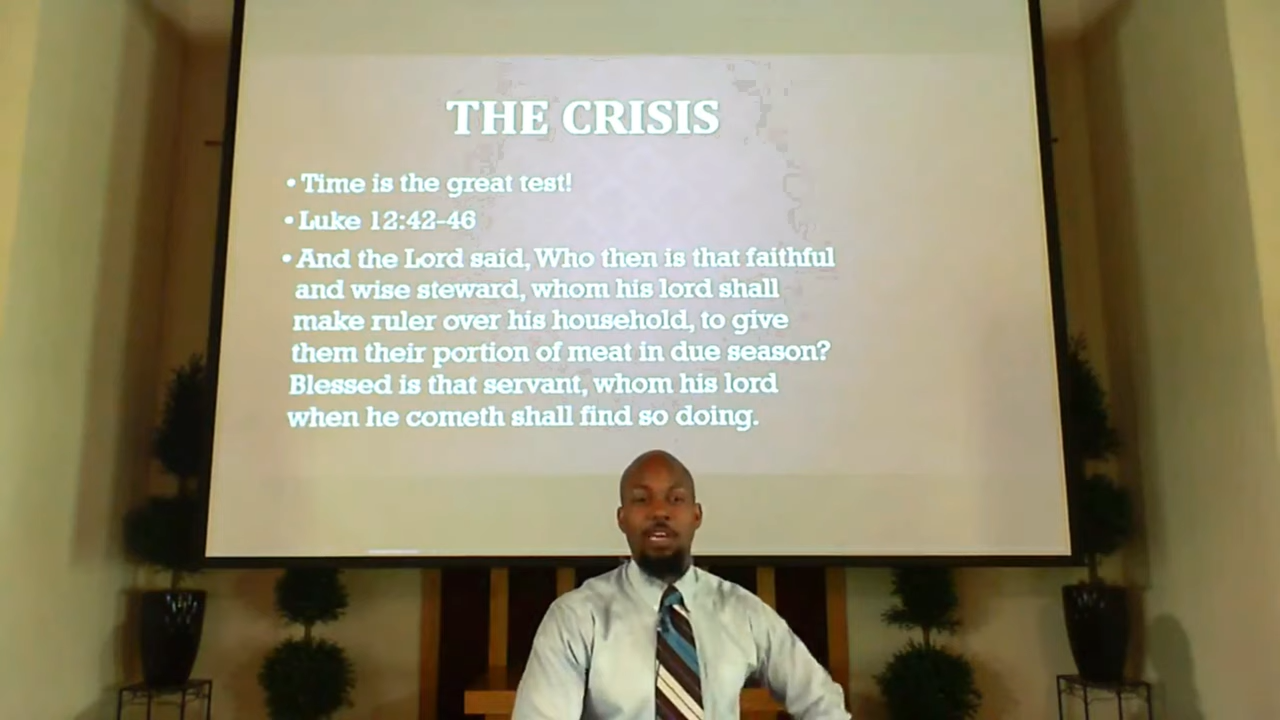 THE CRISIS
• Time is the great test!
• Luke 12:42-46
• And the Lord said, Who then is that faithful
and wise steward, whom his lord shall
make ruler over his household, to give
them their portion of meat in due season?
Blessed is that servant, whom his lord
when he cometh shall find so doing.